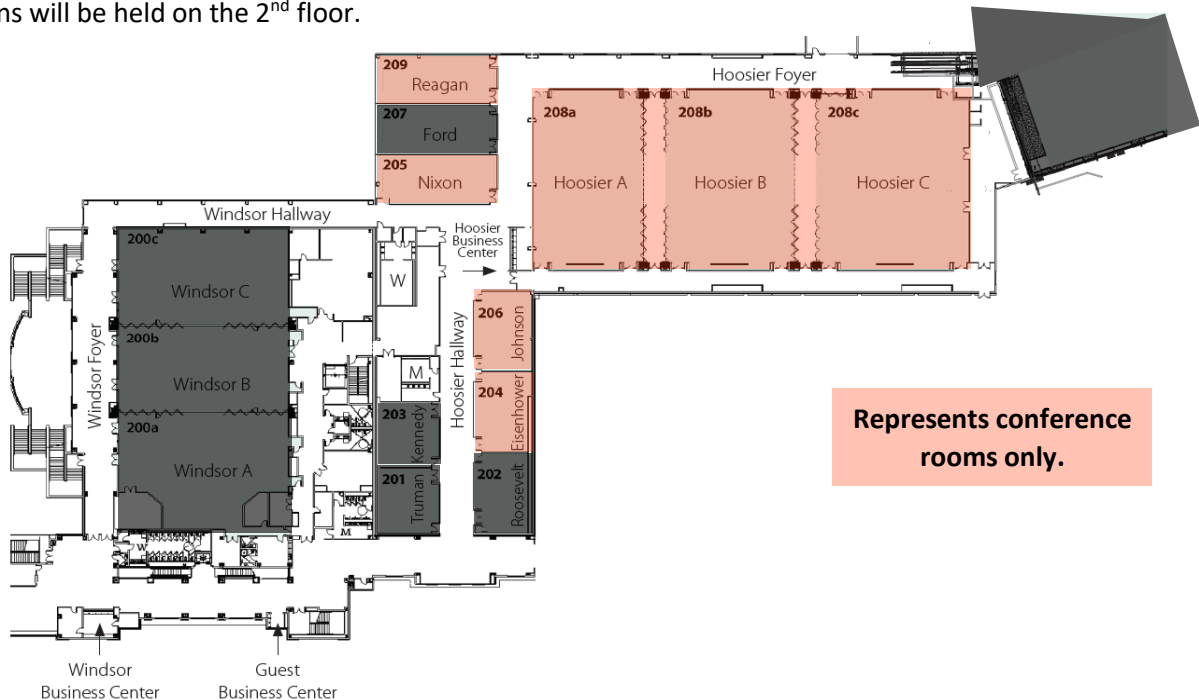 ns will be held on the 2nd floor.
209
Reagan
Hoosier Foyer
207
Ford
208a
208b
208c
205
Nixon
Hoosier A
Hoosier B
Hoosier C
Windsor Hallway
Hoosier
Business
Center
200c
Windsor C
W
206
Johnson
200b
Windsor B
Windsor Foyer
M
Hoosier Hallway
204
Eisenhower
203
Kennedy
200a
Windsor A
201
Truman
202
Roosevelt
Represents conference
rooms only.
W
M
Windsor
Business Center
Guest
Business Center